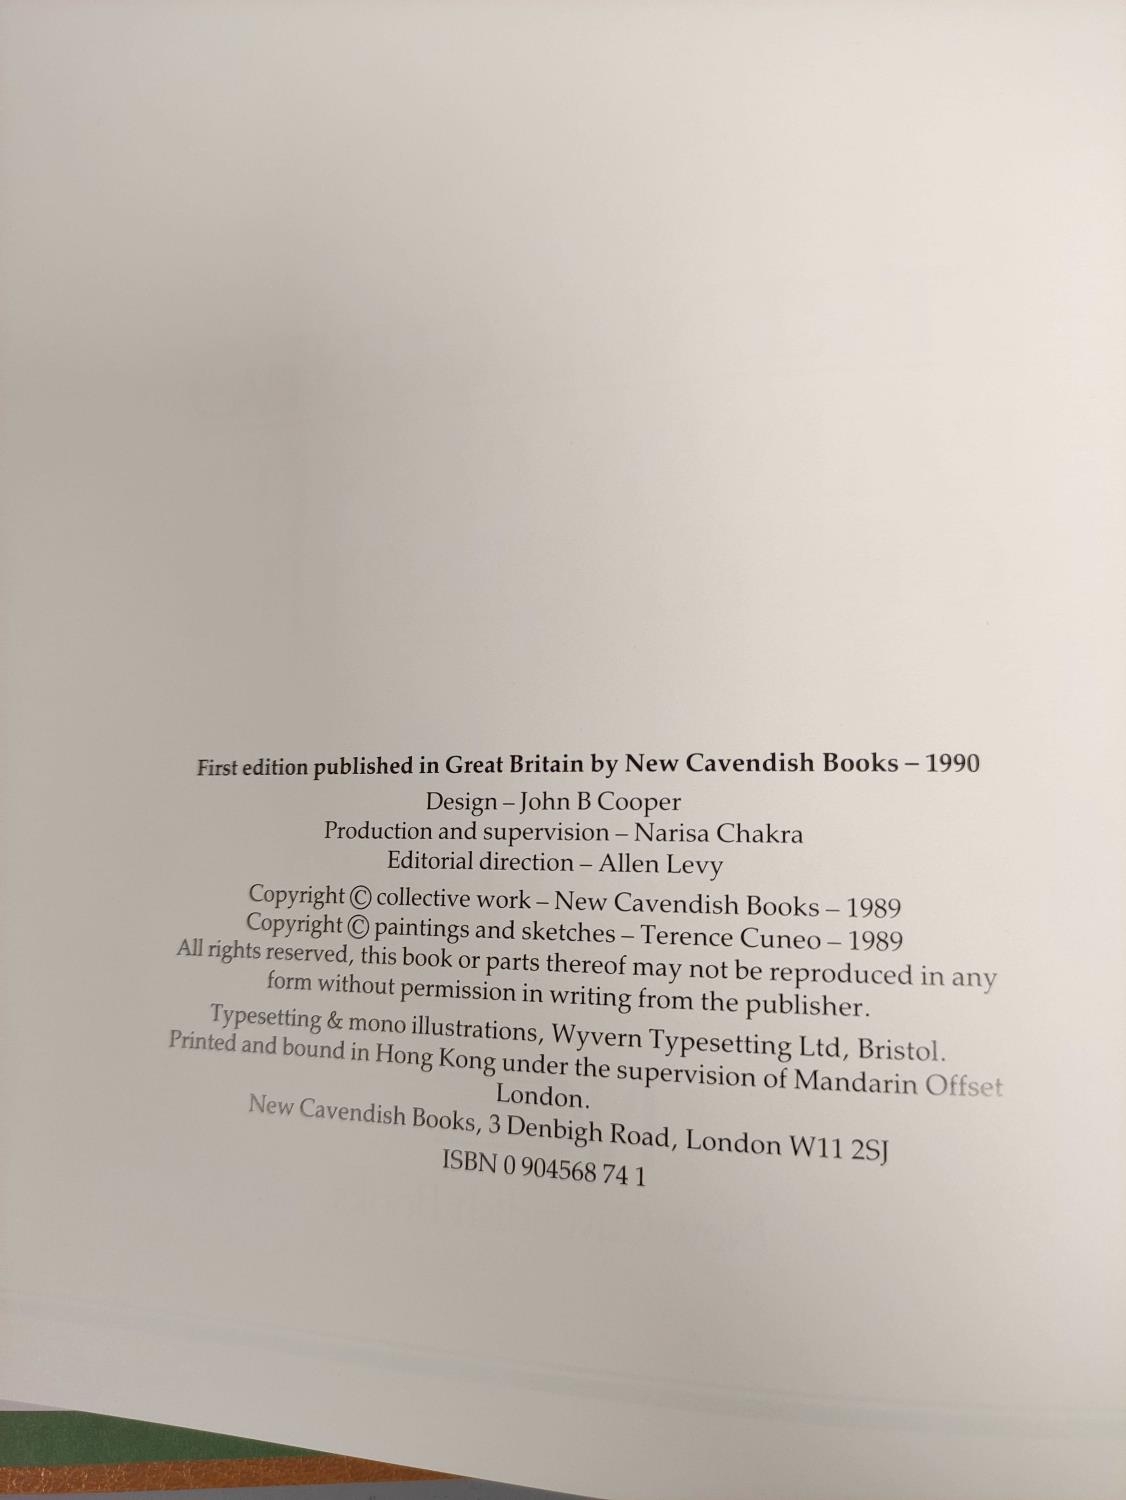 First edition published in Great Britain by New Cavendish Books – 1990
Design – John B Cooper
Production and supervision – Narisa Chakra
Editorial direction – Allen Levy
Copyright © collective work – New Cavendish Books – 1989
Copyright © paintings and sketches – Terence Cuneo – 1989
All rights reserved, this book or parts thereof may not be reproduced in any
form without permission in writing from the publisher.
Typesetting & mono illustrations, Wyvern Typesetting Ltd, Bristol.
Printed and bound in Hong Kong under the supervision of Mandarin Offset
London.
New Cavendish Books, 3 Denbigh Road, London W11 2SJ
ISBN 0 904568 74 1